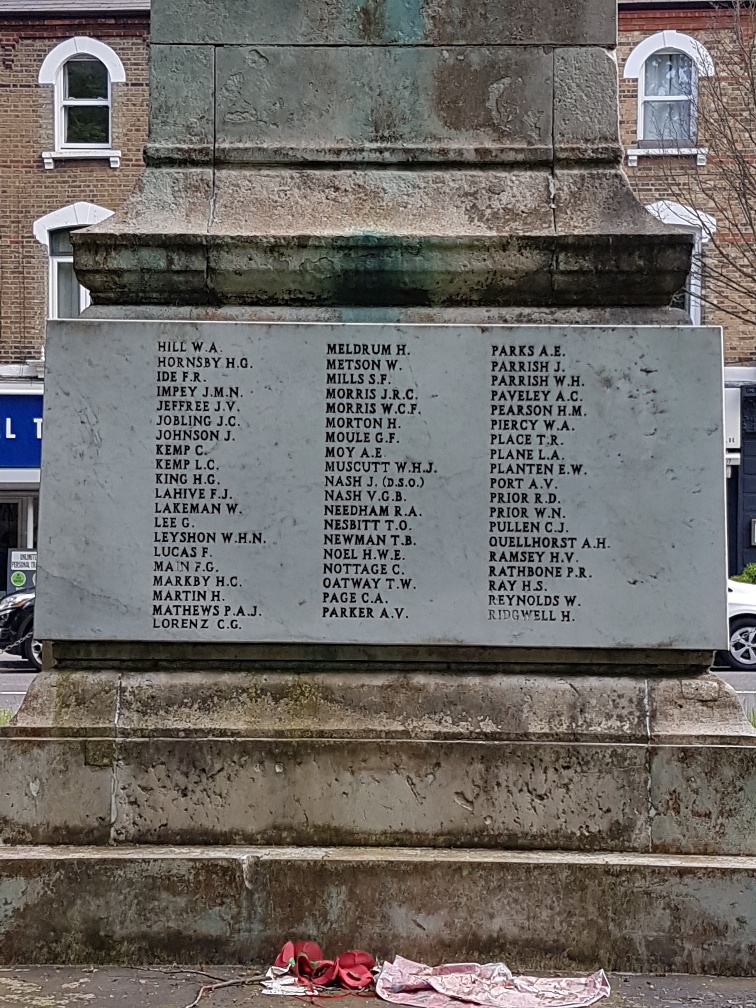 HILL W.A.
HORNSBY H.G.
IDE F.R.
IMPEY J.M.N.
JEFFREE J.V.
JOBLING J.C.
JOHNSON J.
KEMP C.
KEMP L.C.
KING H.G.
LAHIVE F.J.
LAKEMAN W.
LEE G.
LEYSHON W.H.N.
LUCAS F.
MAIN F.G.
MARKBY H.C.
MARTIN H.
MATHEWS P.A.J.
LORENZ C.G.
MELDRUM H.
METSON W.
MILLS S.F.
MORRIS J.R.C.
MORRIS W.C.F.
MORTON H.
MOULE G.F.
MOY A.E.
MUSCUTT W.H.J.
NASH J. (D.S.O.)
NASH V.G.B.
NEEDHAM R.A.
NESBITT T.O.
NEWMAN T.B.
NOEL H.W.E.
NOTTAGE C.
OATWAY T.W.
PAGE C.A.
PARKER A.V.
PARKS A.E.
PARRISH J.
PARRISH W.H.
PAVELEY A.C.
PEARSON H.M.
PIERCY W.A.
PLACE T.R.
PLANE L.A.
PLANTEN E.W.
PORT A.V.
PRIOR R.D.
PRIOR W.N.
PULLEN C.J.
QUELLHORST A.H.
RAMSEY H.V.
RATHBONE P.R.
RAY H.S.
REYNOLDS W.
RIDGWELL H.
L T